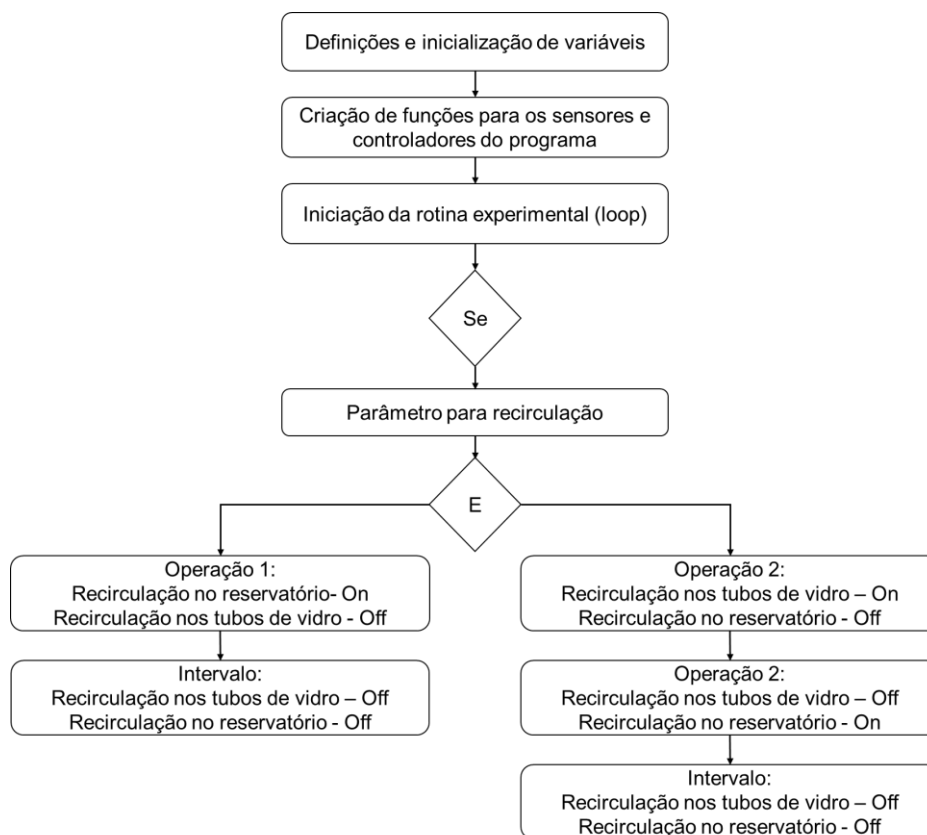 Definições e inicialização de variáveis
Criação de funções para os sensores e
controladores do programa
Iniciação da rotina experimental (loop)
Se
Parâmetro para recirculação
E
Operação 1:
Recirculação no reservatório- On
Recirculação nos tubos de vidro - Off
Intervalo:
Recirculação nos tubos de vidro – Off
Recirculação no reservatório - Off
Operação 2:
Recirculação nos tubos de vidro – On
Recirculação no reservatório - Off
Operação 2:
Recirculação nos tubos de vidro – Off
Recirculação no reservatório - On
Intervalo:
Recirculação nos tubos de vidro – Off
Recirculação no reservatório - Off